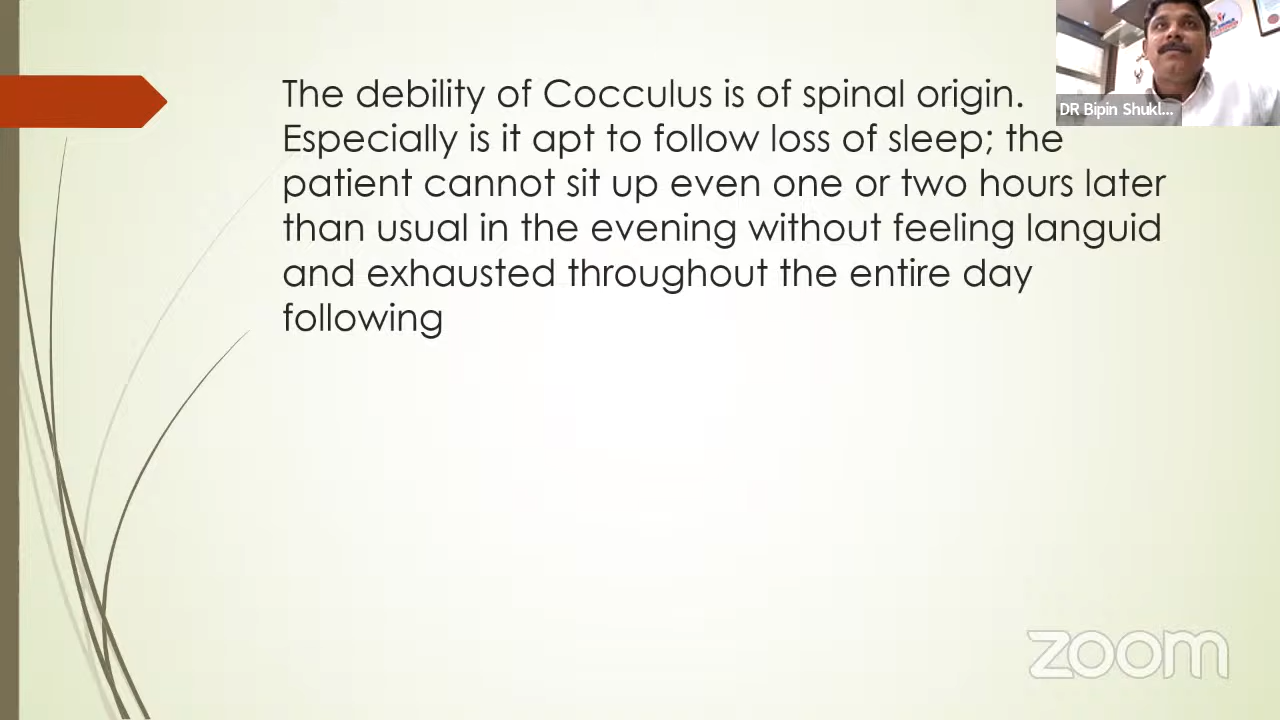 The debility of Cocculus is of spinal origin.
Especially is it apt to follow loss of sleep; the
patient cannot sit up even one or two hours later
than usual in the evening without feeling languid
and exhausted throughout the entire day
following
DR Bipin Shukl...
zoom